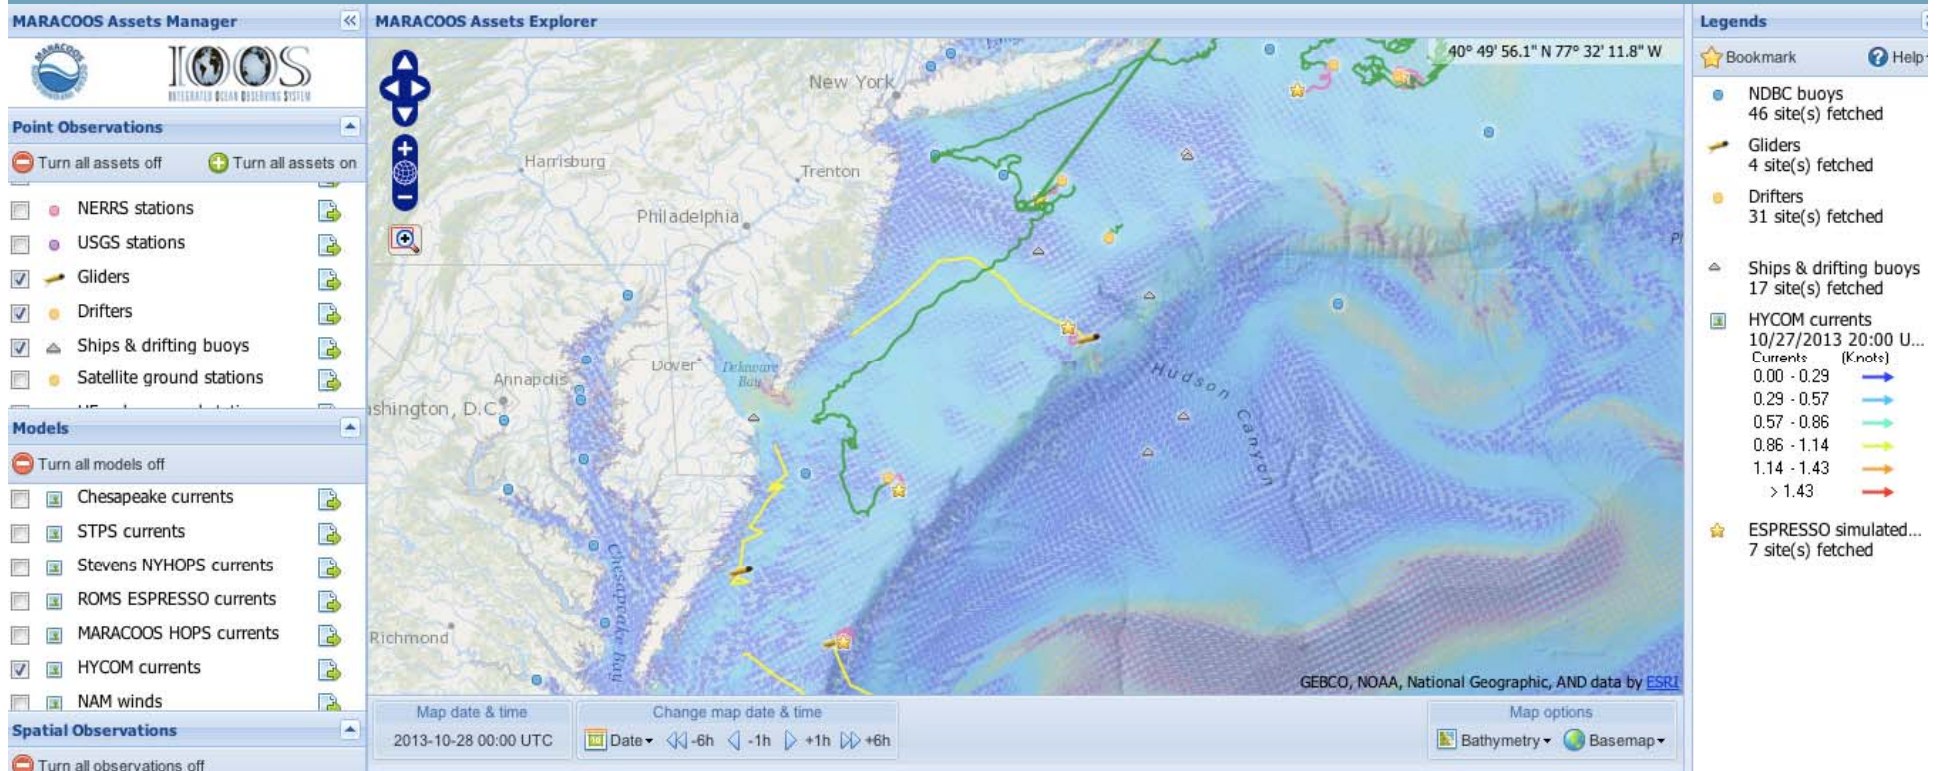 MARACOOS Assets Manager
MARACOOS
IOOS
INTEGRATED OCEAN OBSERVING SYSTEM
Point Observations
Turn all assets off
Turn all assets on
NERRS stations
USGS stations
Gliders
Drifters
Ships & drifting buoys
Satellite ground stations
Models
Turn all models off
Chesapeake currents
STPS currents
Stevens NYHOPS currents
ROMS ESPRESSO currents
MARACOOS HOPS currents
HYCOM currents
NAM winds
Spatial Observations
Turn all observations off
MARACOOS Assets Explorer
40° 49' 56.1" N 77° 32' 11.8" W
New York
Harrisburg
Trenton
Philadelphia
Dover
Delaware
Bay
Annapolis
ashington, D.C.
Hudson Canyon
Chesapeake Bay
Richmond
GEBCO, NOAA, National Geographic, AND data by ESRI
Map date & time
2013-10-28 00:00 UTC
Change map date & time
Date
-6h
-1h
+1h
+6h
Map options
Bathymetry
Basemap
Legends
Bookmark
Help
NDBC buoys
46 site(s) fetched
Gliders
4 site(s) fetched
Drifters
31 site(s) fetched
Ships & drifting buoys
17 site(s) fetched
HYCOM currents
10/27/2013 20:00 U...
Currents (Knots)
0.00 - 0.29
0.29 - 0.57
0.57 - 0.86
0.86 - 1.14
1.14 - 1.43
> 1.43
ESPRESSO simulated...
7 site(s) fetched